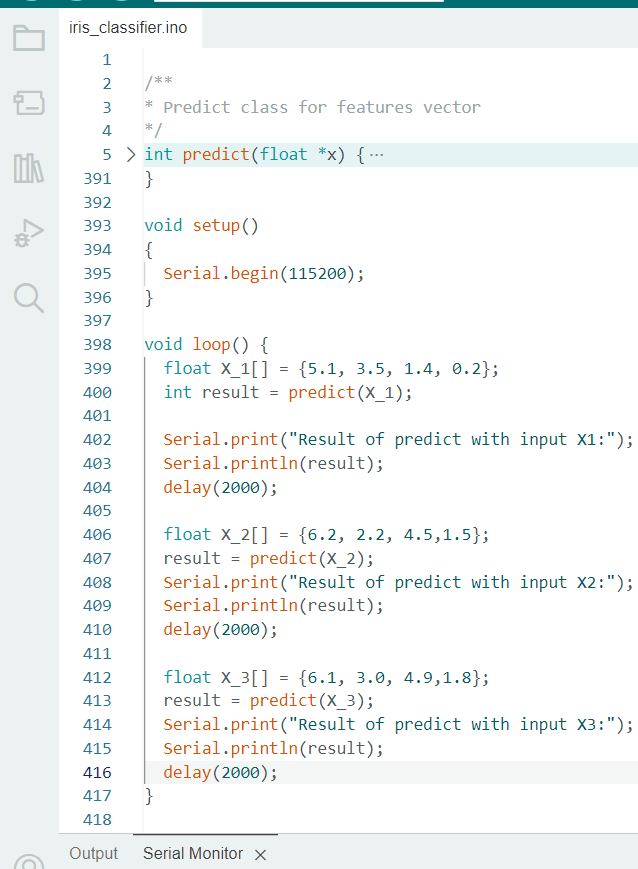 iris_classifier.ino
1
2 /**
3 * Predict class for features vector
4 */
5 > int predict(float *x) { ...
391 }
392
393 void setup()
394 {
395 Serial.begin(115200);
396 }
397
398 void loop() {
399 float X_1[] = {5.1, 3.5, 1.4, 0.2};
400 int result = predict(X_1);
401
402 Serial.print("Result of predict with input X1:");
403 Serial.println(result);
404 delay(2000);
405
406 float X_2[] = {6.2, 2.2, 4.5,1.5};
407 result = predict(X_2);
408 Serial.print("Result of predict with input X2:");
409 Serial.println(result);
410 delay(2000);
411
412 float X_3[] = {6.1, 3.0, 4.9,1.8};
413 result = predict(X_3);
414 Serial.print("Result of predict with input X3:");
415 Serial.println(result);
416 delay(2000);
417 }
418
Output Serial Monitor ×